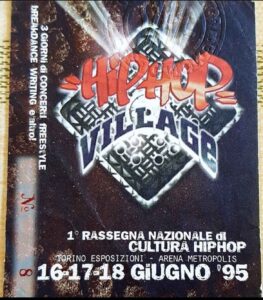 3 GIORNI di CONCERTI, FREESTYLE
breakdance, WRITING e altro!
HIPHOP
VILLAGE
1° RASSEGNA NAZIONALE di
CULTURA HIPHOP
TORINO ESPOSIZIONI - ARENA METROPOLIS
16-17-18 GIUGNO '95
N° 8